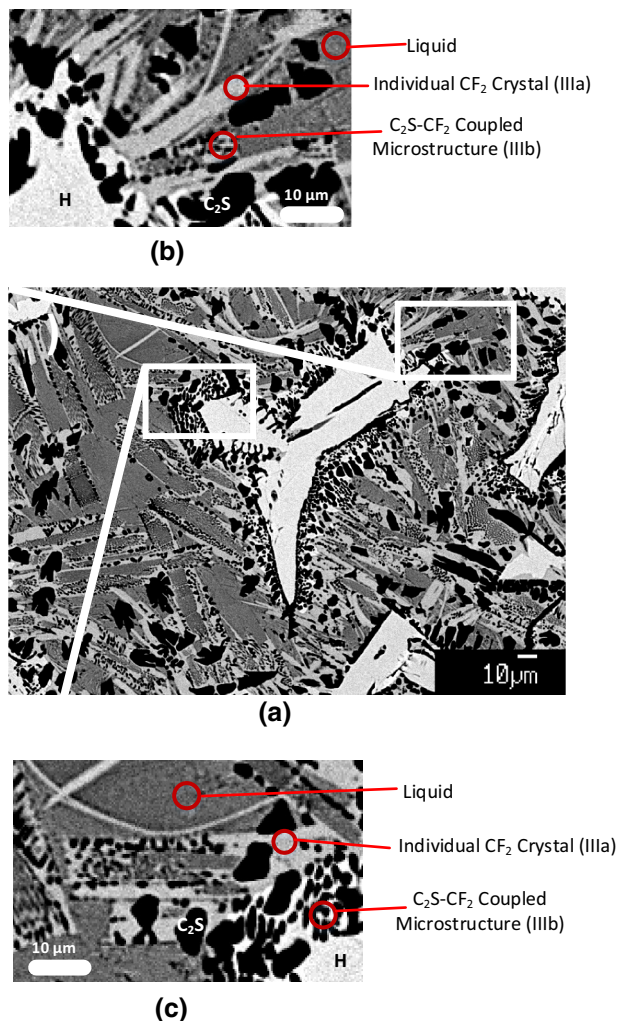 Liquid
Individual CF₂ Crystal (IIIa)
C₂S-CF₂ Coupled
Microstructure (IIIb)
H
C₂S
10 µm
(b)
10µm
(a)
Liquid
Individual CF₂ Crystal (IIIa)
C₂S-CF₂ Coupled
Microstructure (IIIb)
C₂S
10 µm
H
(c)